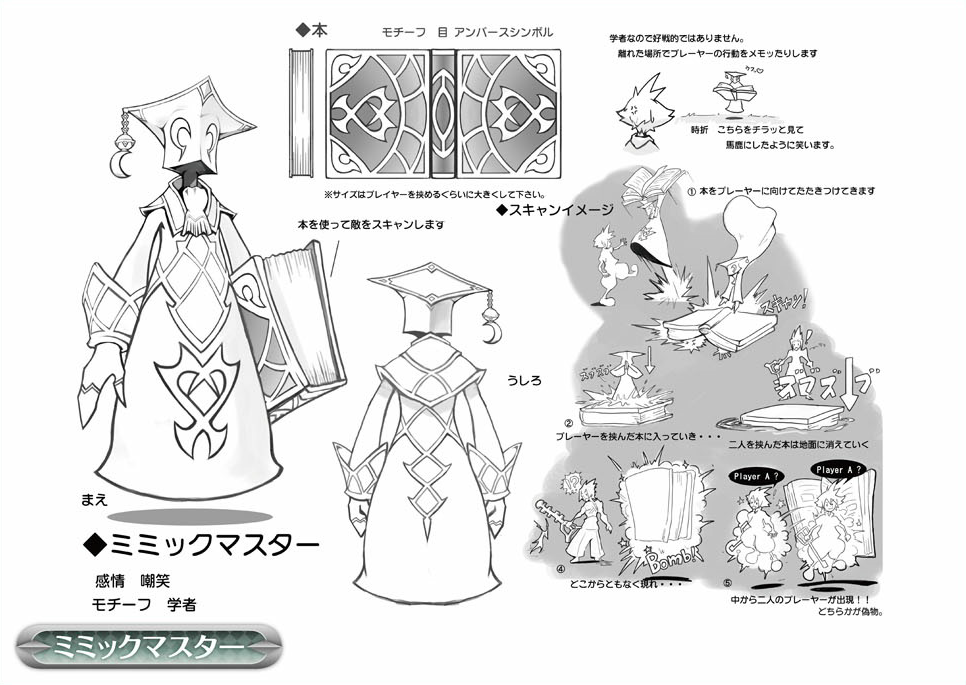 ◆本
モチーフ　目 アンバースシンボル
※サイズはプレイヤーを挟めるくらいに大きくして下さい。
本を使って敵をスキャンします
学者なので好戦的ではありません。
離れた場所でプレーヤーの行動をメモッたりします
時折　こちらをチラッと見て
馬鹿にしたように笑います。
◆スキャンイメージ
① 本をプレーヤーに向けてたたきつけてきます
スキャン!
②
プレーヤーを挟んだ本に入っていき・・・
二人を挟んだ本は地面に消えていく
④
Bomb!
どこからともなく現れ・・・
Player A ?
Player A ?
⑤
中から二人のプレーヤーが出現！！
どちらかが偽物。
うしろ
まえ
◆ミミックマスター
感情　嘲笑
モチーフ　学者
ミミックマスター